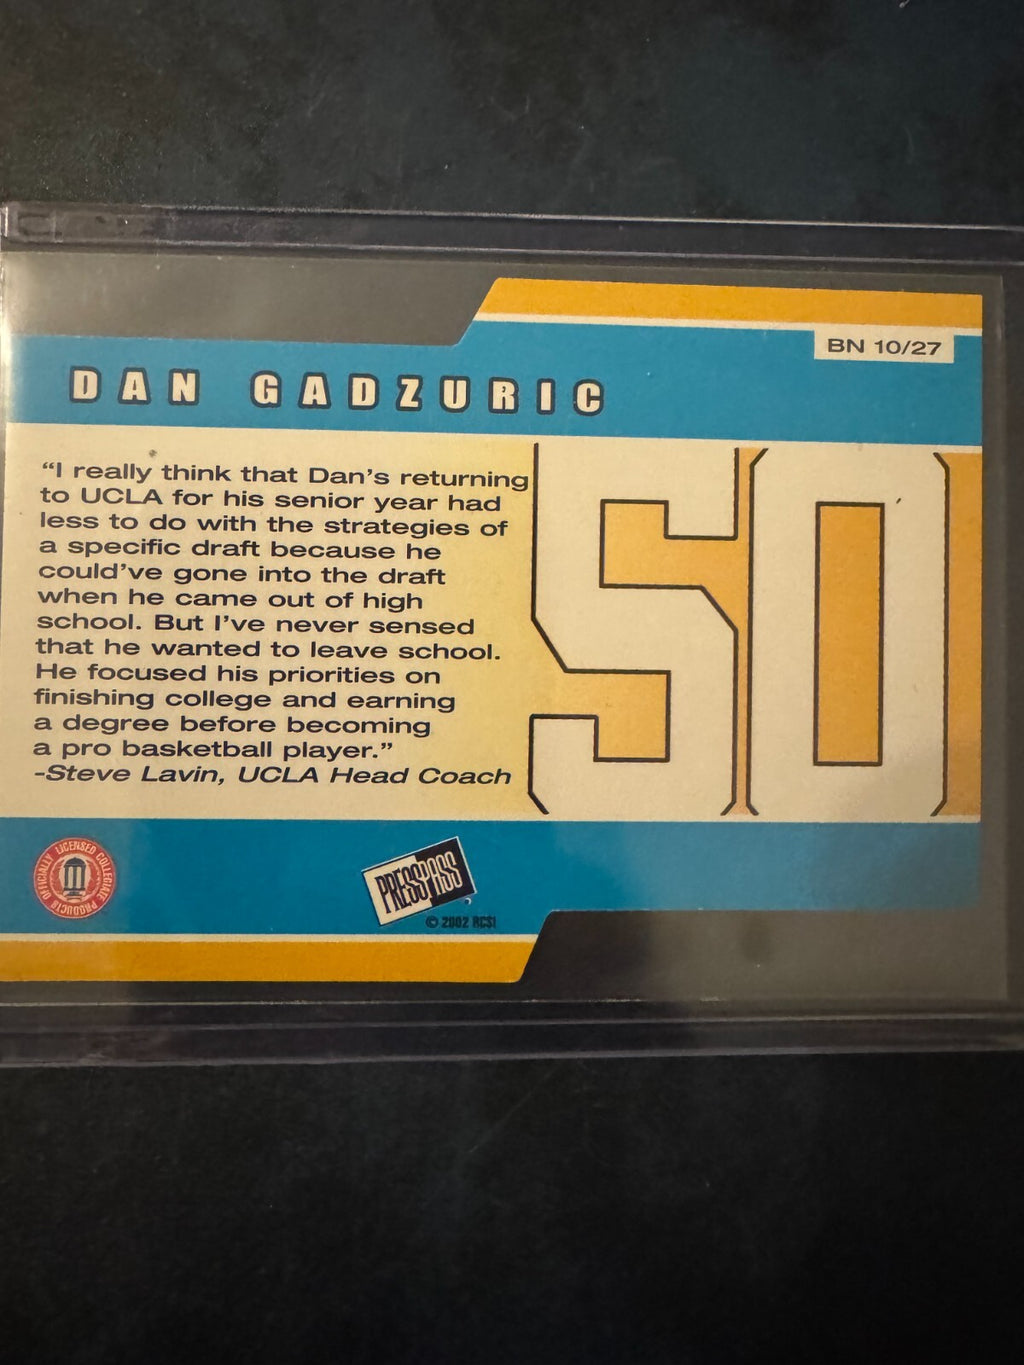 BN 10/27
DAN GADZURIC
“I really think that Dan’s returning
to UCLA for his senior year had
less to do with the strategies of
a specific draft because he
could’ve gone into the draft
when he came out of high
school. But I’ve never sensed
that he wanted to leave school.
He focused his priorities on
finishing college and earning
a degree before becoming
a pro basketball player.”
-Steve Lavin, UCLA Head Coach
50
OFFICIALLY LICENSED COLLEGIATE PRODUCTS
PRESS PASS
© 2002 RCSI